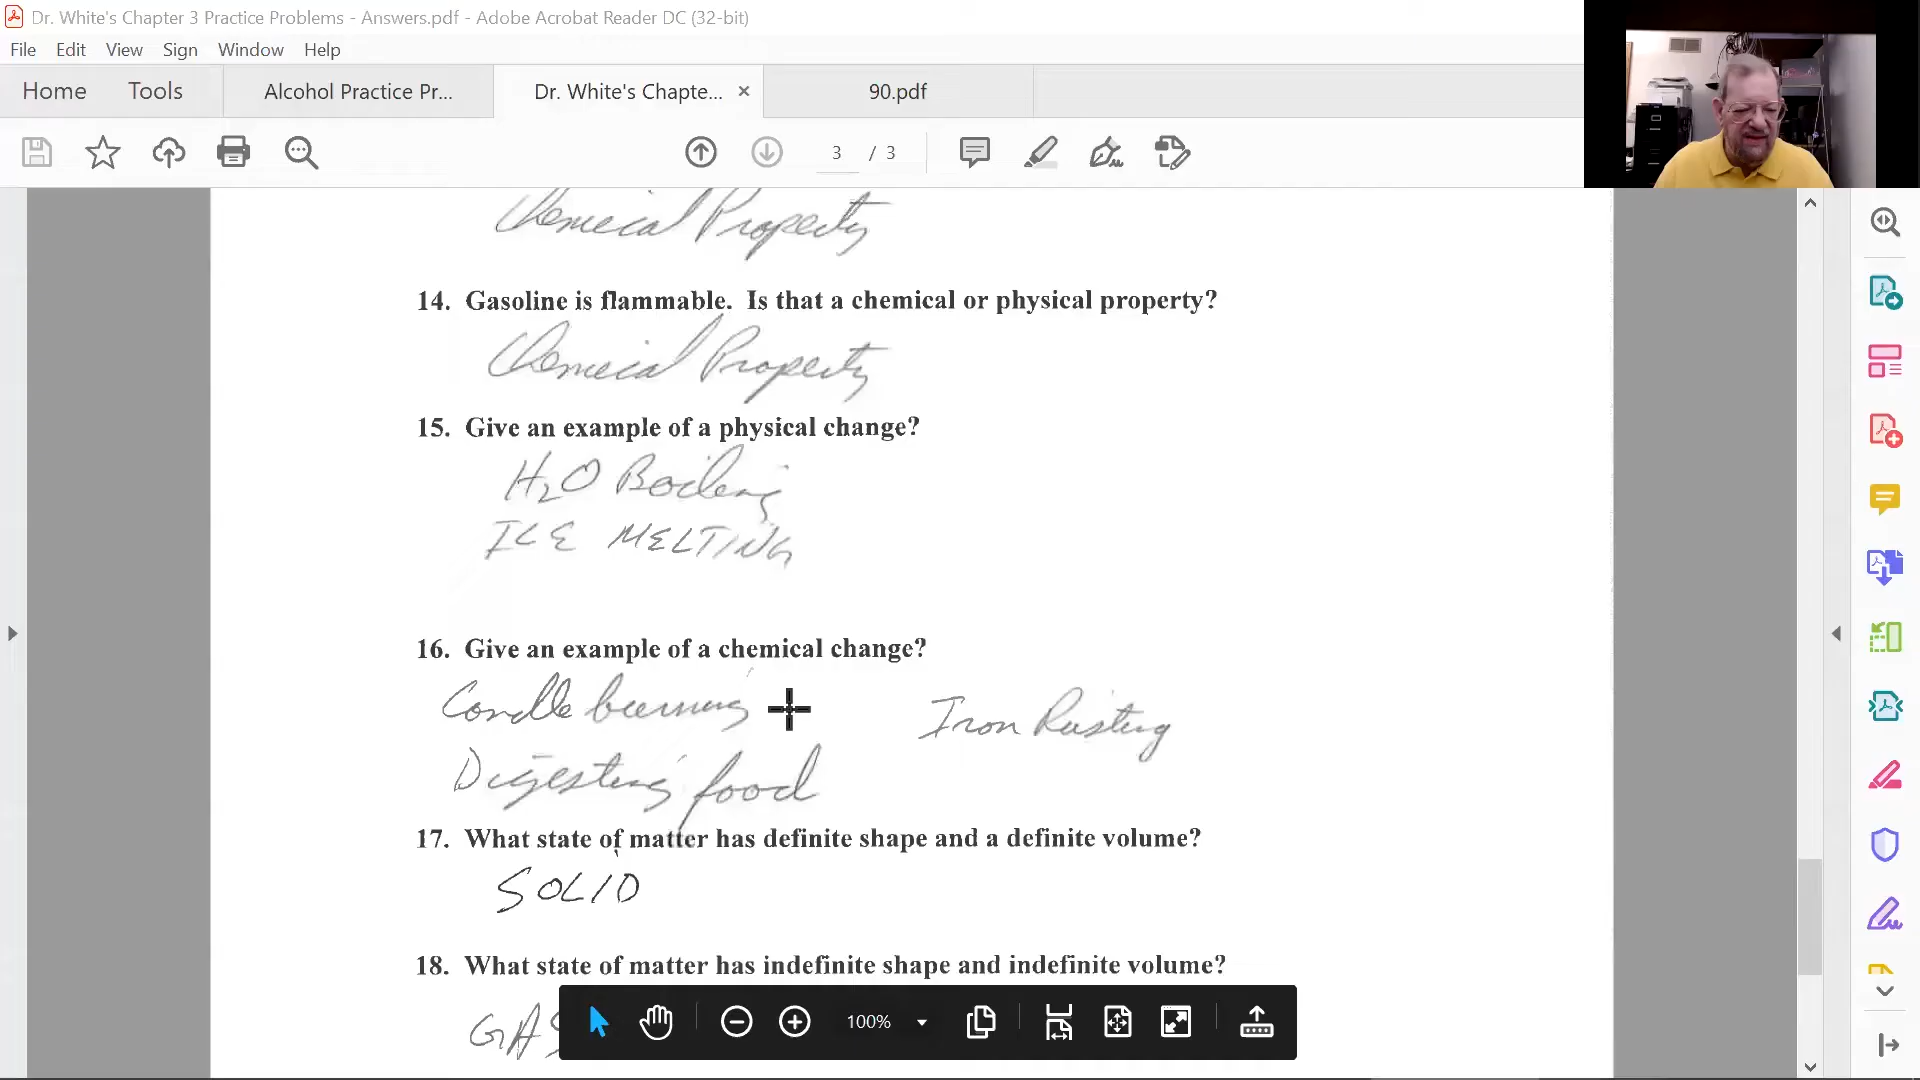 Dr. White's Chapter 3 Practice Problems - Answers.pdf - Adobe Acrobat Reader DC (32-bit)
File Edit View Sign Window Help
Home Tools Alcohol Practice Pr... Dr. White's Chapte... × 90.pdf
3 / 3
Chemical Property
14. Gasoline is flammable. Is that a chemical or physical property?
Chemical Property
15. Give an example of a physical change?
H₂O Boiling
ICE MELTING
16. Give an example of a chemical change?
Candle burning Iron Rusting
Digesting food
17. What state of matter has definite shape and a definite volume?
SOLID
18. What state of matter has indefinite shape and indefinite volume?
GAS
100%